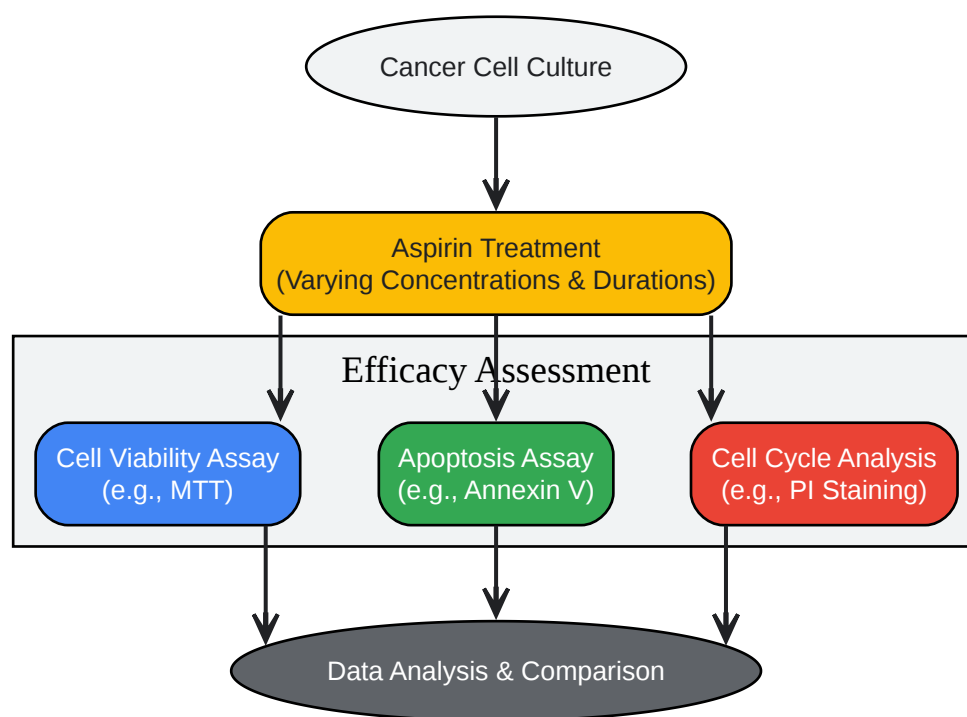 Cancer Cell Culture
Aspirin Treatment
(Varying Concentrations & Durations)
Efficacy Assessment
Cell Viability Assay
(e.g., MTT)
Apoptosis Assay
(e.g., Annexin V)
Cell Cycle Analysis
(e.g., PI Staining)
Data Analysis & Comparison